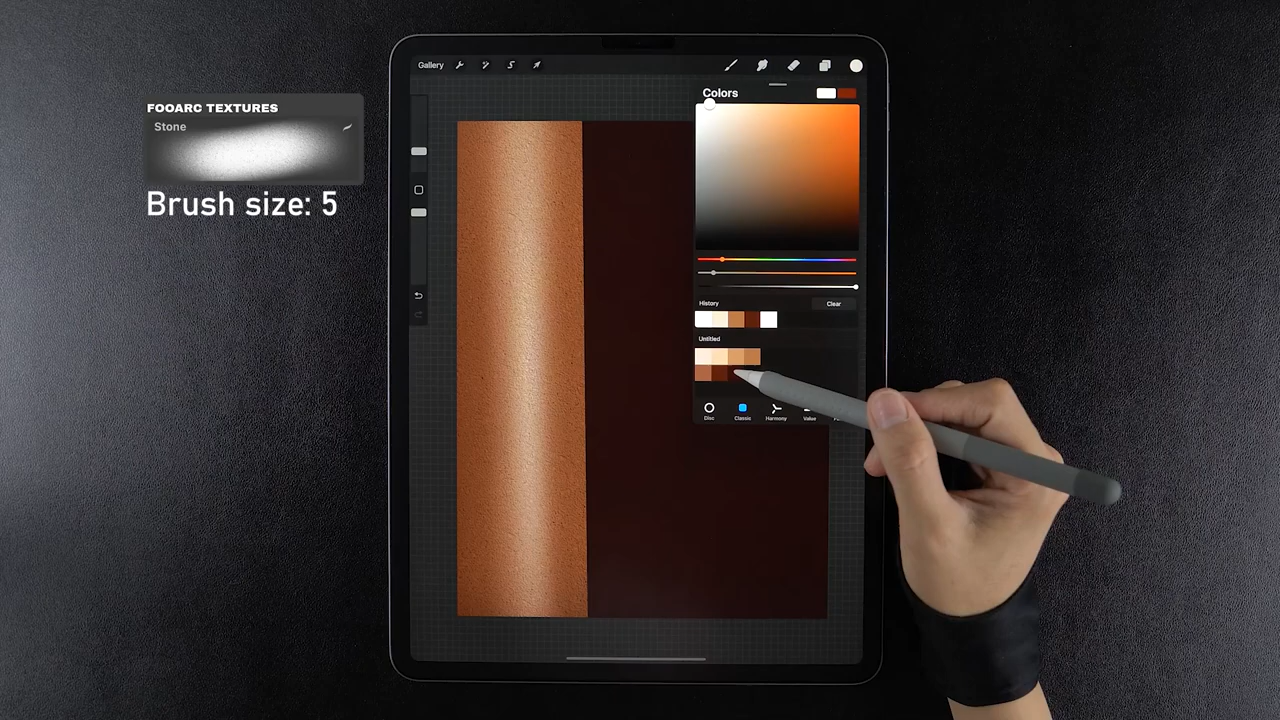 FOOARC TEXTURES
Stone
Brush size: 5
Gallery
Colors
History
Clear
Untitled
Disc
Classic
Harmony
Value